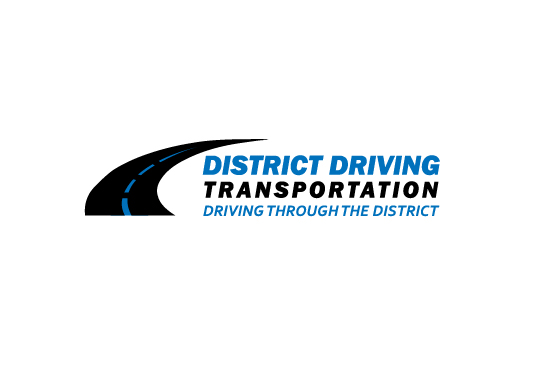 DISTRICT DRIVING
TRANSPORTATION
DRIVING THROUGH THE DISTRICT